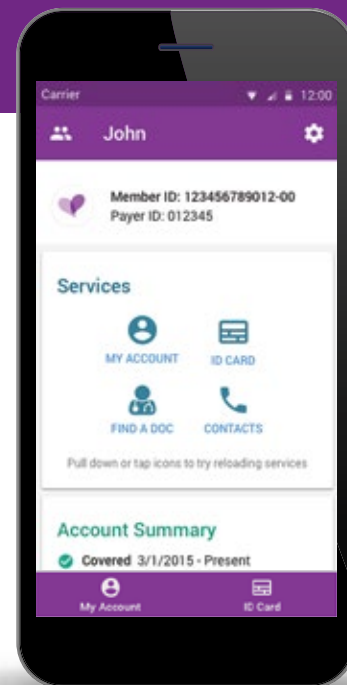 Carrier 12:00
John
Member ID: 123456789012-00
Payer ID: 012345
Services
MY ACCOUNT ID CARD
FIND A DOC CONTACTS
Pull down or tap icons to try reloading services
Account Summary
Covered 3/1/2015 - Present
My Account ID Card